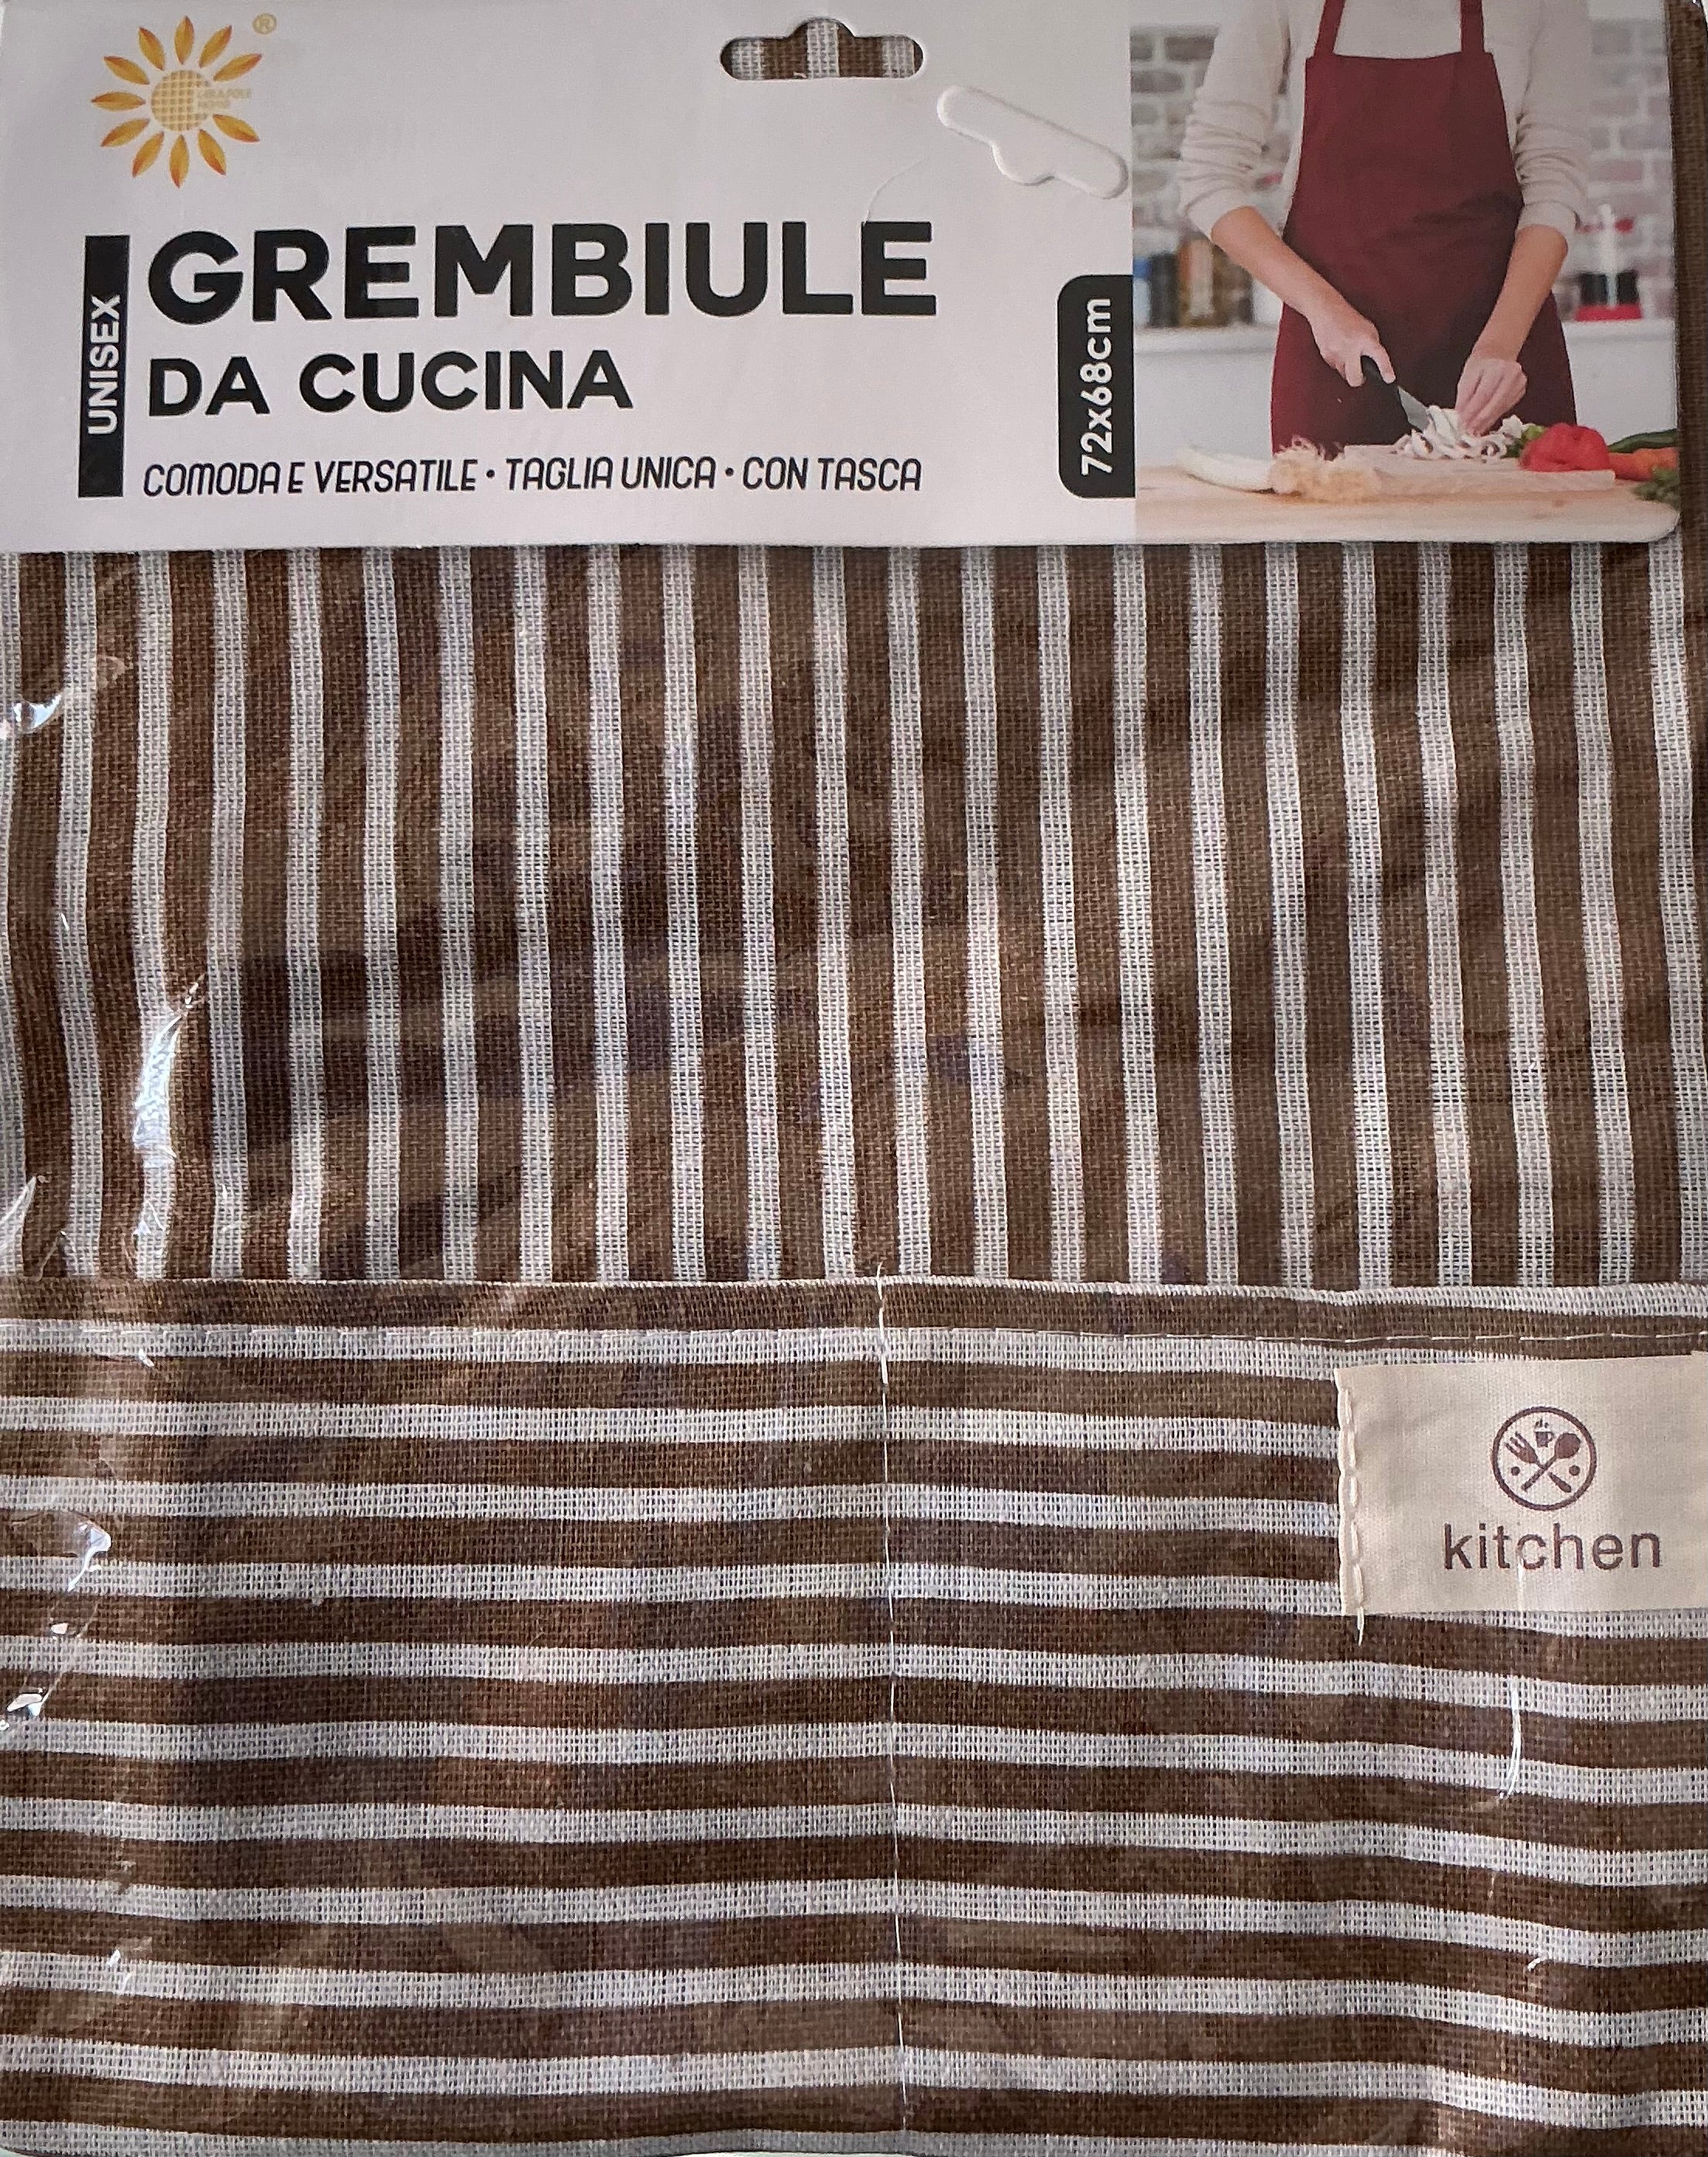 ®
GREMBIULE
DA CUCINA
UNISEX
COMODA E VERSATILE • TAGLIA UNICA • CON TASCA
72x68cm
kitchen